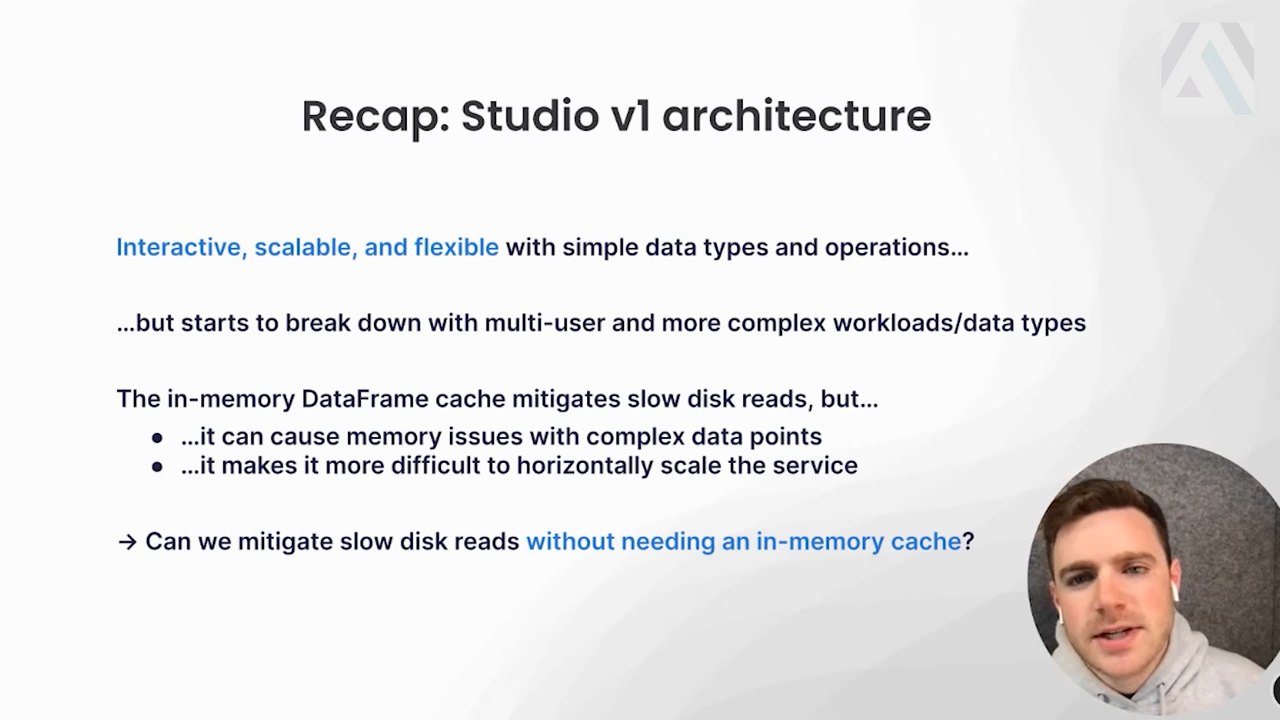 Recap: Studio v1 architecture
Interactive, scalable, and flexible with simple data types and operations...
...but starts to break down with multi-user and more complex workloads/data types
The in-memory DataFrame cache mitigates slow disk reads, but...
● ...it can cause memory issues with complex data points
● ...it makes it more difficult to horizontally scale the service
→ Can we mitigate slow disk reads without needing an in-memory cache?